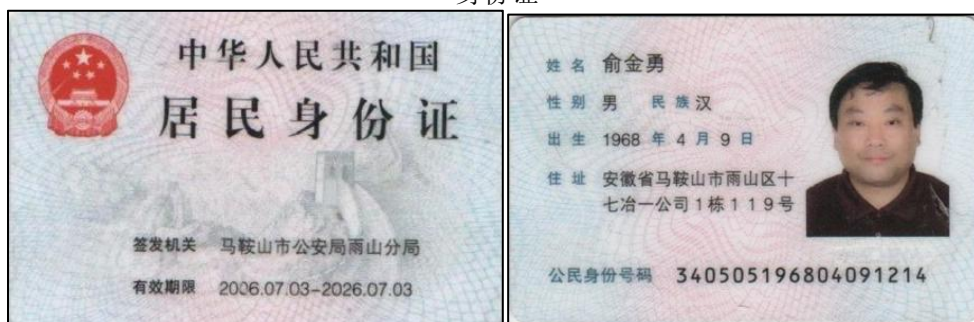 身份证
中华人民共和国
居民身份证
签发机关 马鞍山市公安局雨山分局
有效期限 2006.07.03-2026.07.03
姓名 俞金勇
性别 男 民族 汉
出生 1968 年 4 月 9 日
住址 安徽省马鞍山市雨山区十
七冶一公司1栋119号
公民身份号码 340505196804091214